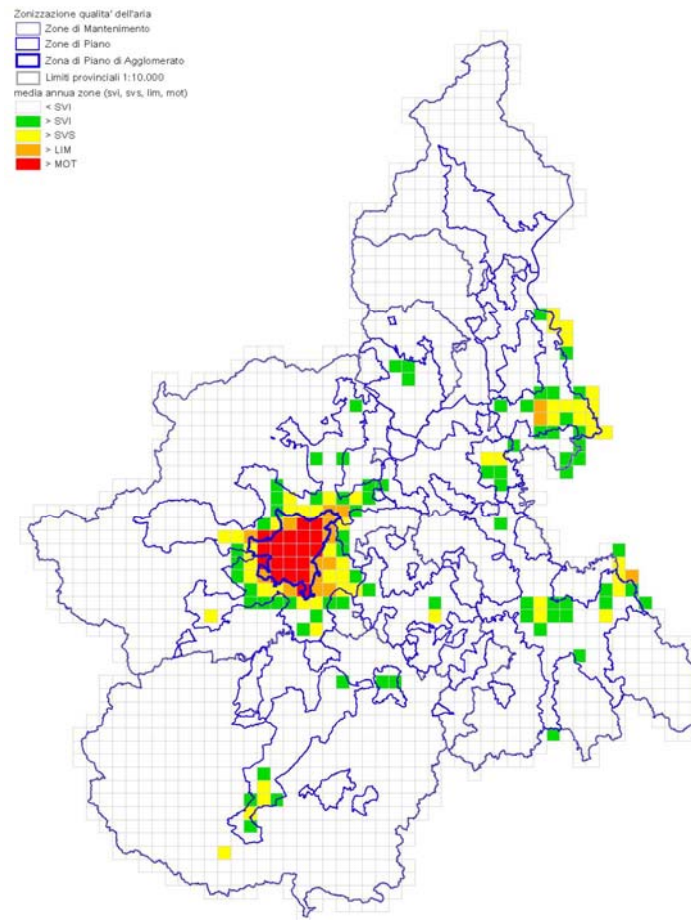 Zonizzazione qualita' dell'aria
Zone di Mantenimento
Zone di Piano
Zona di Piano di Agglomerato
Limiti provinciali 1:10.000
media annua zone (svi, svs, lim, mot)
< SVI
> SVI
> SVS
> LIM
> MOT